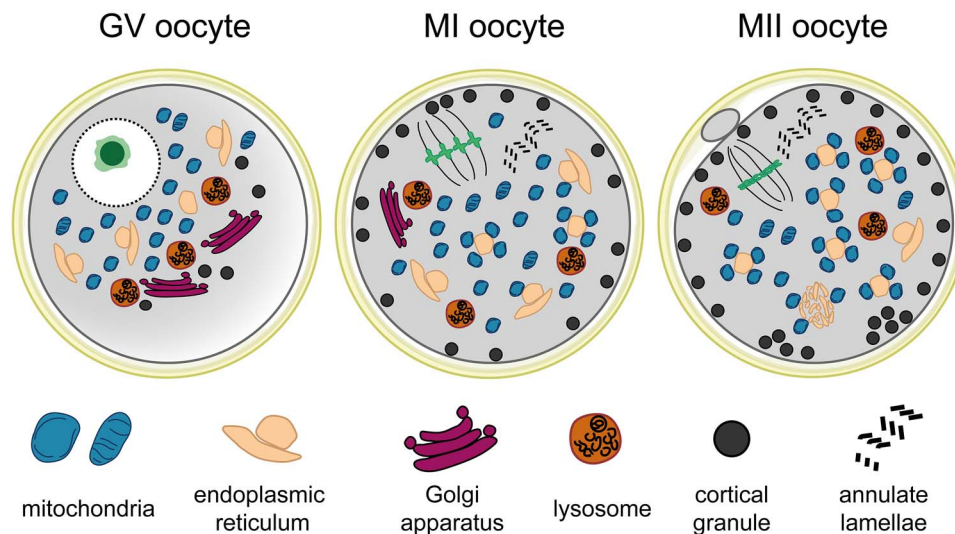 GV oocyte
MI oocyte
MII oocyte
mitochondria
endoplasmic
reticulum
Golgi
apparatus
lysosome
cortical
granule
annulate
lamellae